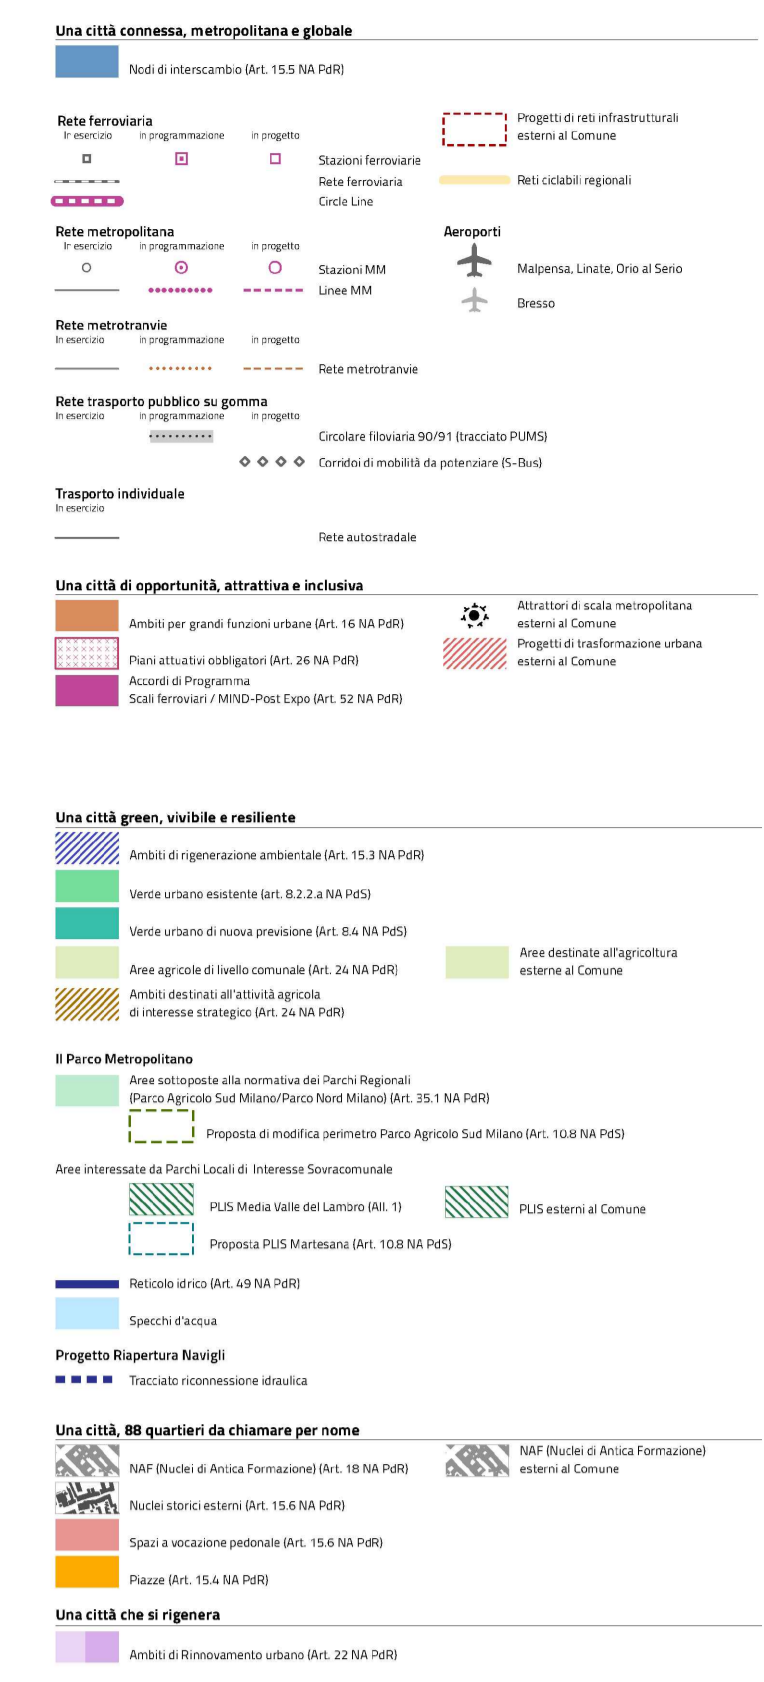 Una città connessa, metropolitana e globale
Nodi di interscambio (Art. 15.5 NA PdR)
Rete ferroviaria
In esercizio in programmazione in progetto
Stazioni ferroviarie
Rete ferroviaria
Circle Line
Progetti di reti infrastrutturali
esterni al Comune
Reti ciclabili regionali
Rete metropolitana
In esercizio in programmazione in progetto
Stazioni MM
Linee MM
Aeroporti
Malpensa, Linate, Orio al Serio
Bresso
Rete metrotranvie
In esercizio in programmazione in progetto
Rete metrotranvie
Rete trasporto pubblico su gomma
In esercizio in programmazione in progetto
Circolare filoviaria 90/91 (tracciato PUMS)
Corridoi di mobilità da potenziare (S-Bus)
Trasporto individuale
In esercizio
Rete autostradale
Una città di opportunità, attrattiva e inclusiva
Ambiti per grandi funzioni urbane (Art. 16 NA PdR)
Piani attuativi obbligatori (Art. 26 NA PdR)
Accordi di Programma
Scali ferroviari / MIND-Post Expo (Art. 52 NA PdR)
Attrattori di scala metropolitana
esterni al Comune
Progetti di trasformazione urbana
esterni al Comune
Una città green, vivibile e resiliente
Ambiti di rigenerazione ambientale (Art. 15.3 NA PdR)
Verde urbano esistente (art. 8.2.2.a NA PdS)
Verde urbano di nuova previsione (Art. 8.4 NA PdS)
Aree agricole di livello comunale (Art. 24 NA PdR)
Aree destinate all'agricoltura
esterne al Comune
Ambiti destinati all'attività agricola
di interesse strategico (Art. 24 NA PdR)
Il Parco Metropolitano
Aree sottoposte alla normativa dei Parchi Regionali
(Parco Agricolo Sud Milano/Parco Nord Milano) (Art. 35.1 NA PdR)
Proposta di modifica perimetro Parco Agricolo Sud Milano (Art. 10.8 NA PdS)
Aree interessate da Parchi Locali di Interesse Sovracomunale
PLIS Media Valle del Lambro (All. 1)
PLIS esterni al Comune
Proposta PLIS Martesana (Art. 10.8 NA PdS)
Reticolo idrico (Art. 49 NA PdR)
Specchi d'acqua
Progetto Riapertura Navigli
Tracciato riconnessione idraulica
Una città, 88 quartieri da chiamare per nome
NAF (Nuclei di Antica Formazione) (Art. 18 NA PdR)
NAF (Nuclei di Antica Formazione)
esterni al Comune
Nuclei storici esterni (Art. 15.6 NA PdR)
Spazi a vocazione pedonale (Art. 15.6 NA PdR)
Piazze (Art. 15.4 NA PdR)
Una città che si rigenera
Ambiti di Rinnovamento urbano (Art. 22 NA PdR)